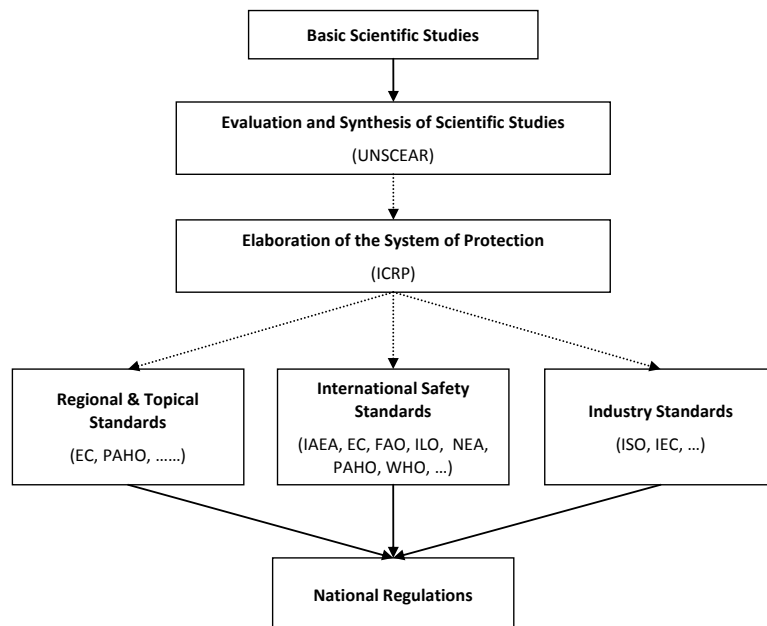 Basic Scientific Studies
Evaluation and Synthesis of Scientific Studies
(UNSCEAR)
Elaboration of the System of Protection
(ICRP)
Regional & Topical
Standards
(EC, PAHO, ......)
International Safety
Standards
(IAEA, EC, FAO, ILO, NEA,
PAHO, WHO, ...)
Industry Standards
(ISO, IEC, ...)
National Regulations